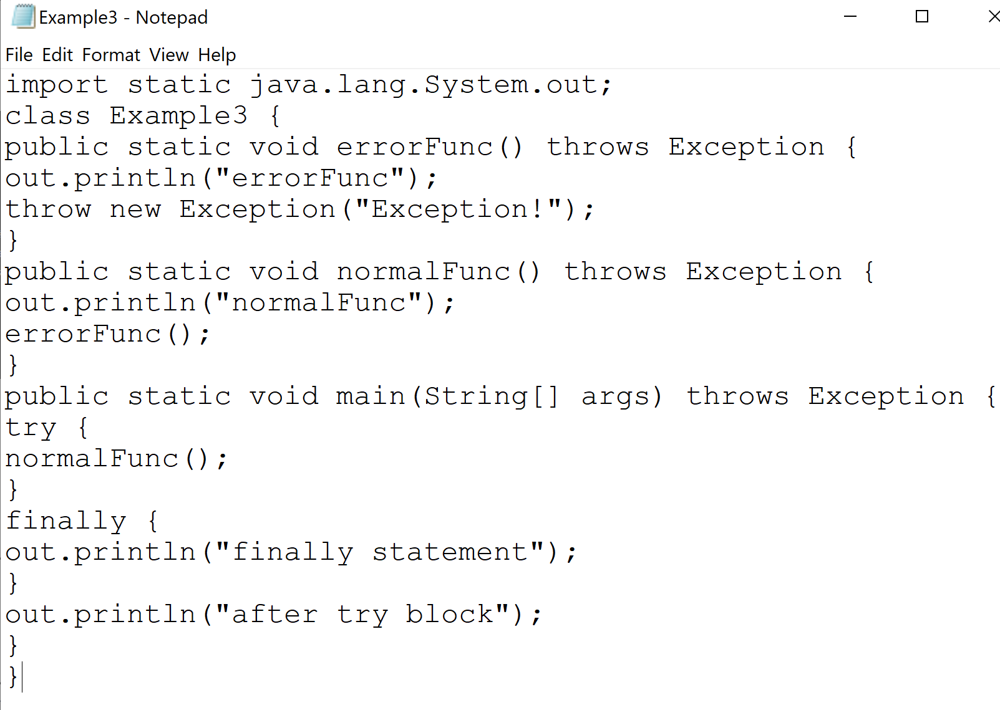 Example3 - Notepad
File Edit Format View Help
import static java.lang.System.out;
class Example3 {
public static void errorFunc() throws Exception {
out.println("errorFunc");
throw new Exception("Exception!");
}
public static void normalFunc() throws Exception {
out.println("normalFunc");
errorFunc();
}
public static void main(String[] args) throws Exception {
try {
normalFunc();
}
finally {
out.println("finally statement");
}
out.println("after try block");
}
}